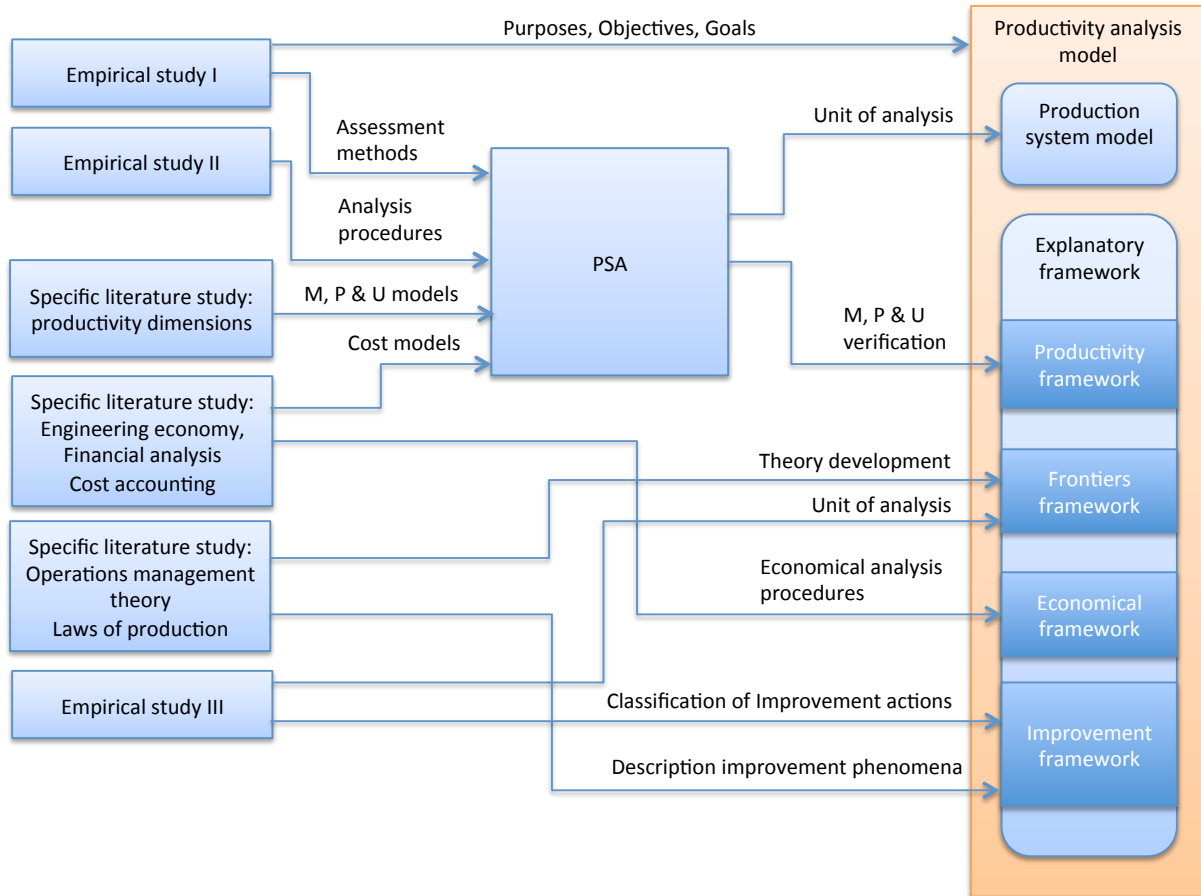 Purposes, Objectives, Goals
Productivity analysis
model
Empirical study I
Unit of analysis
Production
system model
Assessment
methods
Empirical study II
Analysis
procedures
PSA
Explanatory
framework
Specific literature study:
productivity dimensions
M, P & U models
Cost models
M, P & U
verification
Productivity
framework
Specific literature study:
Engineering economy,
Financial analysis
Cost accounting
Theory development
Frontiers
framework
Unit of analysis
Specific literature study:
Operations management
theory
Laws of production
Economical analysis
procedures
Economical
framework
Empirical study III
Classification of Improvement actions
Improvement
framework
Description improvement phenomena